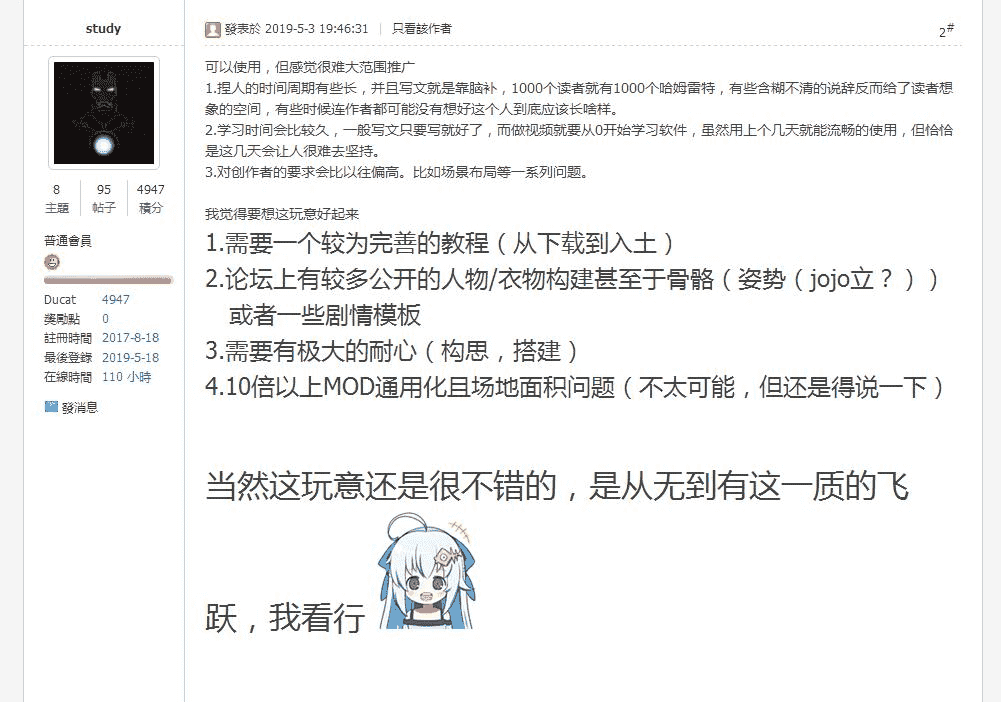 study
發表於 2019-5-3 19:46:31
只看該作者
2#
8
95
4947
主題
帖子
積分
普通會員
Ducat 4947
獎勵點 0
註冊時間 2017-8-18
最後登錄 2019-5-18
在線時間 110 小時
發消息
可以使用，但感觉很难大范围推广
1.捏人的时间周期有些长，并且写文就是靠脑补，1000个读者就有1000个哈姆雷特，有些含糊不清的说辞反而给了读者想
象的空间，有些时候连作者都可能没有想好这个人到底应该长啥样。
2.学习时间会比较久，一般写文只要写就好了，而做视频就要从0开始学习软件，虽然用上个几天就能流畅的使用，但恰恰
是这几天会让人很难去坚持。
3.对创作者的要求会比以往偏高。比如场景布局等一系列问题。
我觉得要想这玩意好起来
1.需要一个较为完善的教程（从下载到入土）
2.论坛上有较多公开的人物/衣物构建甚至于骨骼（姿势（jojo立？））
或者一些剧情模板
3.需要有极大的耐心（构思，搭建）
4.10倍以上MOD通用化且场地面积问题（不太可能，但还是得说一下）
当然这玩意还是很不错的，是从无到有这一质的飞
跃，我看行